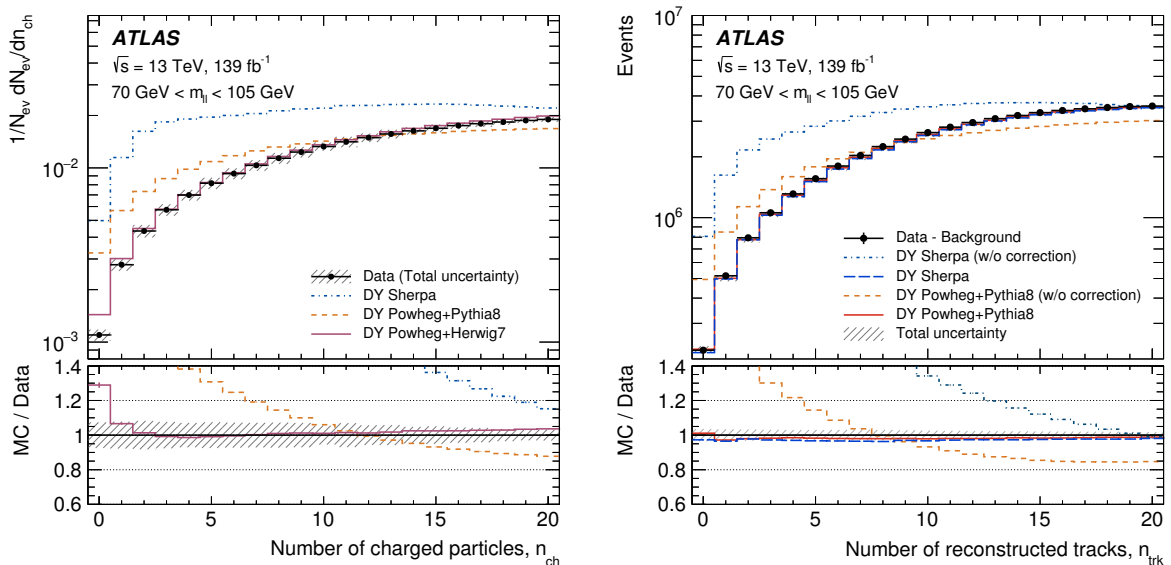 1/N_ev dN_ev/dn_ch
ATLAS
√s = 13 TeV, 139 fb⁻¹
70 GeV < m_ll < 105 GeV
10⁻²
10⁻³
Data (Total uncertainty)
DY Sherpa
DY Powheg+Pythia8
DY Powheg+Herwig7
MC / Data
1.4
1.2
1
0.8
0.6
0 5 10 15 20
Number of charged particles, n_ch
Events
ATLAS
√s = 13 TeV, 139 fb⁻¹
70 GeV < m_ll < 105 GeV
10⁷
10⁶
Data - Background
DY Sherpa (w/o correction)
DY Sherpa
DY Powheg+Pythia8 (w/o correction)
DY Powheg+Pythia8
Total uncertainty
MC / Data
1.4
1.2
1
0.8
0.6
0 5 10 15 20
Number of reconstructed tracks, n_trk